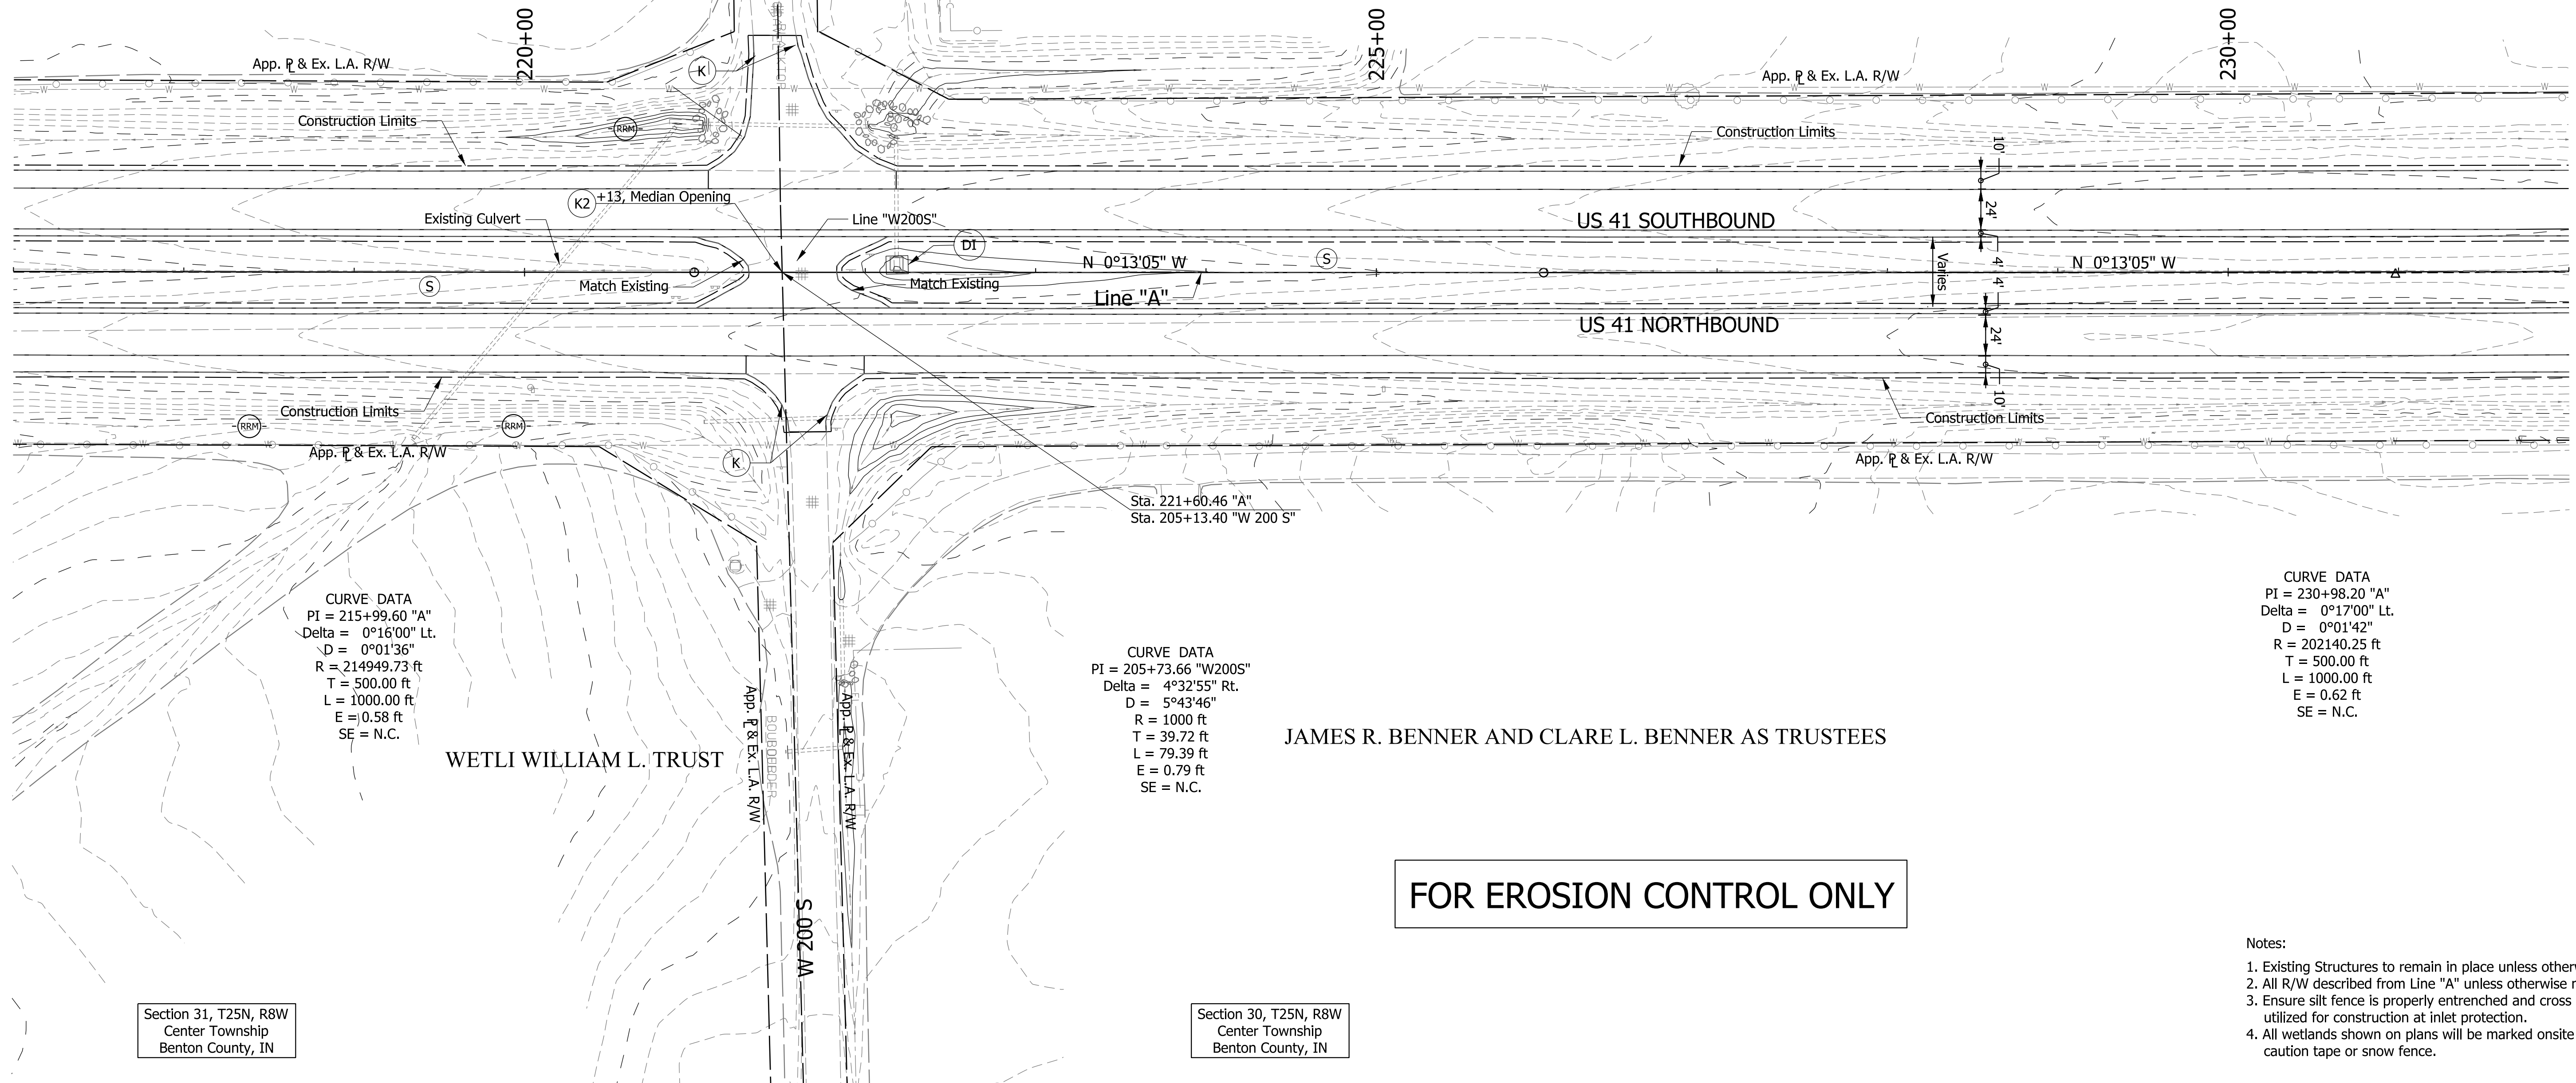 220+00
225+00
230+00
App. PL & Ex. L.A. R/W
K
App. PL & Ex. L.A. R/W
W
Construction Limits
RRM
Construction Limits
10'
K2
+13, Median Opening
Existing Culvert
Line "W200S"
US 41 SOUTHBOUND
24'
DI
S
N 0°13'05" W
S
Match Existing
Match Existing
Line "A"
Varies
4'
4'
N 0°13'05" W
US 41 NORTHBOUND
24'
Construction Limits
10'
Construction Limits
RRM
RRM
App. PL & Ex. L.A. R/W
K
App. PL & Ex. L.A. R/W
Sta. 221+60.46 "A"
Sta. 205+13.40 "W 200 S"
CURVE DATA
PI = 215+99.60 "A"
Delta = 0°16'00" Lt.
D = 0°01'36"
R = 214949.73 ft
T = 500.00 ft
L = 1000.00 ft
E = 0.58 ft
SE = N.C.
CURVE DATA
PI = 205+73.66 "W200S"
Delta = 4°32'55" Rt.
D = 5°43'46"
R = 1000 ft
T = 39.72 ft
L = 79.39 ft
E = 0.79 ft
SE = N.C.
CURVE DATA
PI = 230+98.20 "A"
Delta = 0°17'00" Lt.
D = 0°01'42"
R = 202140.25 ft
T = 500.00 ft
L = 1000.00 ft
E = 0.62 ft
SE = N.C.
App. PL & Ex. L.A. R/W
App. PL & Ex. L.A. R/W
WETLI WILLIAM L. TRUST
JAMES R. BENNER AND CLARE L. BENNER AS TRUSTEES
W 200 S
FOR EROSION CONTROL ONLY
Section 31, T25N, R8W
Center Township
Benton County, IN
Section 30, T25N, R8W
Center Township
Benton County, IN
Notes:
1. Existing Structures to remain in place unless
2. All R/W described from Line "A" unless otherwise
3. Ensure silt fence is properly entrenched and cross
utilized for construction at inlet protection.
4. All wetlands shown on plans will be marked onsite
caution tape or snow fence.